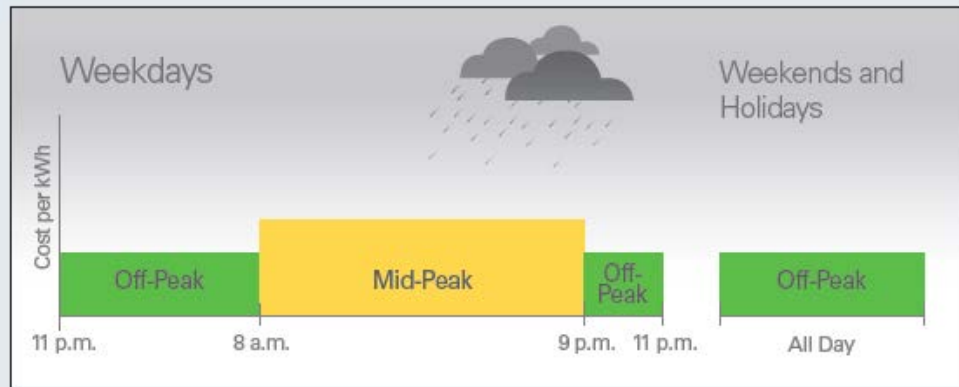 Weekdays
Weekends and
Holidays
Cost per kWh
Off-Peak
Mid-Peak
Off-
Peak
Off-Peak
11 p.m.
8 a.m.
9 p.m.
11 p.m.
All Day